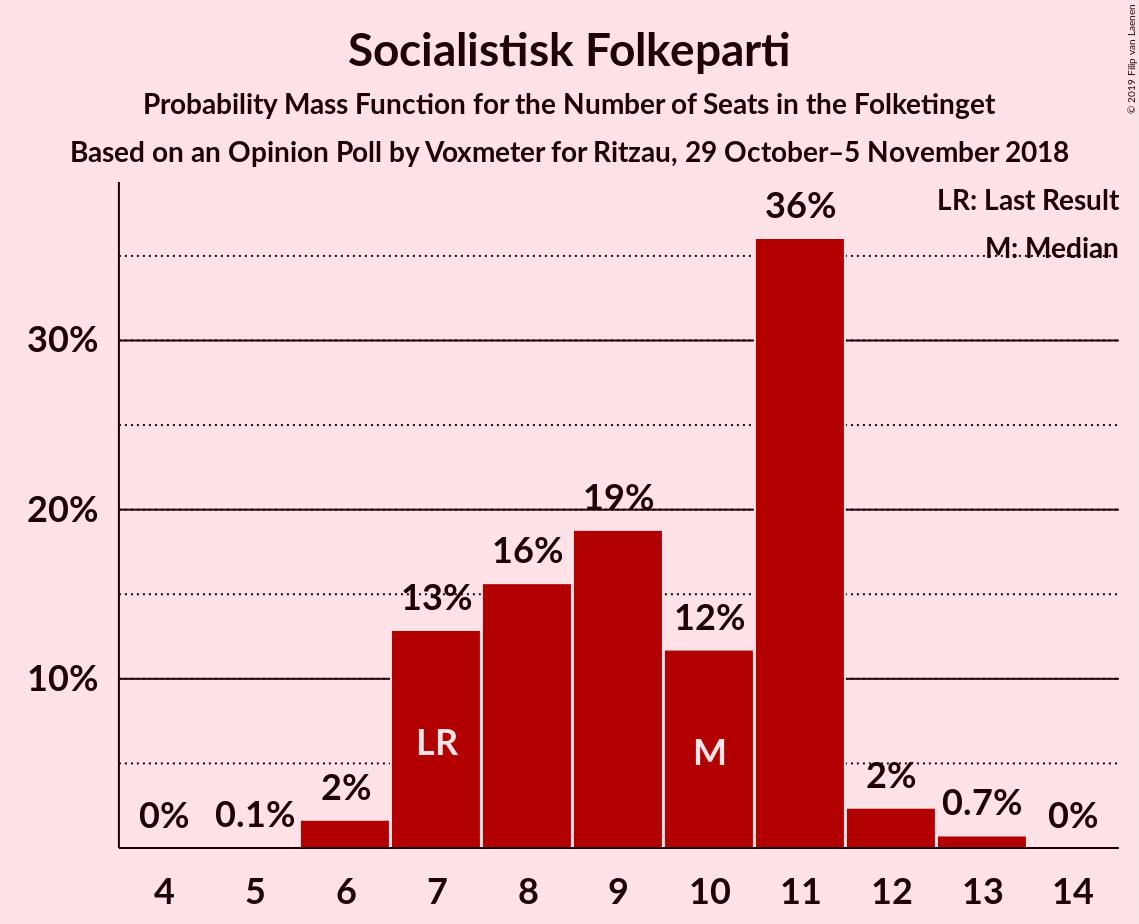 Socialistisk Folkeparti
Probability Mass Function for the Number of Seats in the Folketinget
Based on an Opinion Poll by Voxmeter for Ritzau, 29 October–5 November 2018
© 2019 Filip van Laenen
LR: Last Result
M: Median
36%
30%
20%
19%
16%
13%
12%
10%
LR
M
2%
2%
0.7%
0%
0.1%
0%
4 5 6 7 8 9 10 11 12 13 14